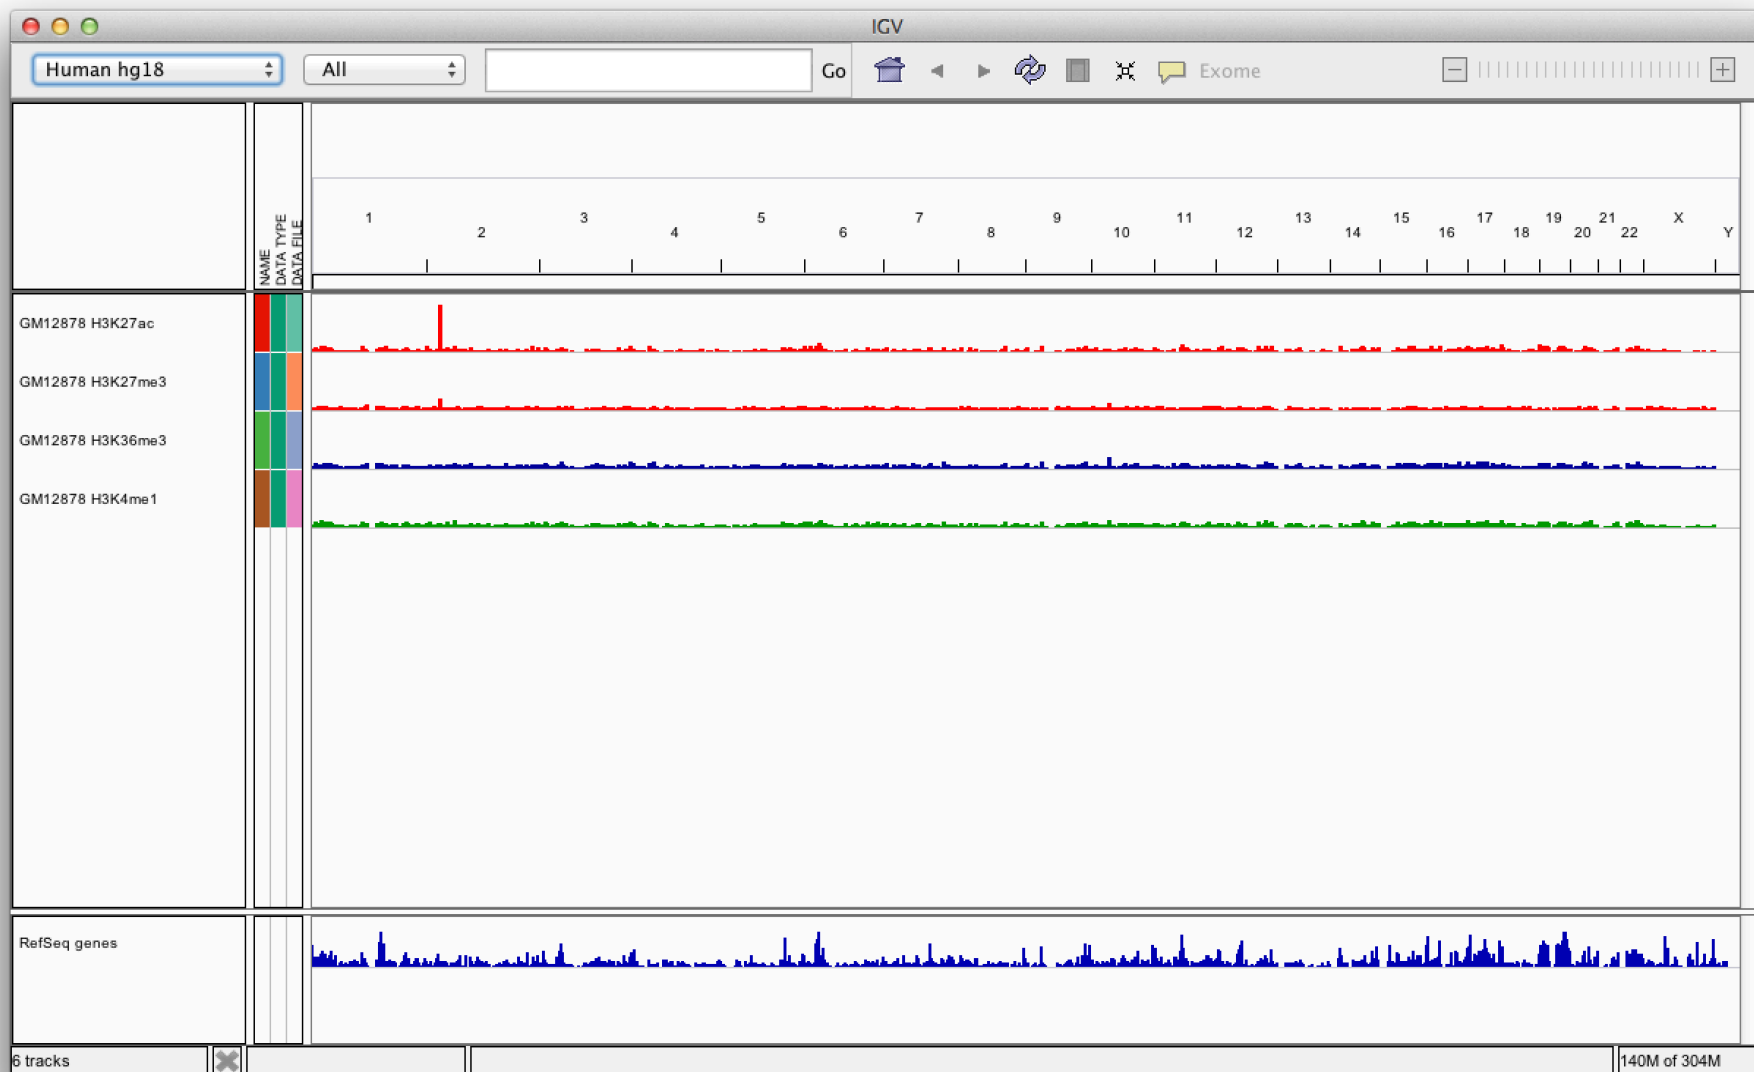 IGV
Human hg18 All Go Exome
NAME
DATA TYPE
DATA FILE
1 3 5 7 9 11 13 15 17 19 21 X
2 4 6 8 10 12 14 16 18 20 22 Y
GM12878 H3K27ac
GM12878 H3K27me3
GM12878 H3K36me3
GM12878 H3K4me1
RefSeq genes
6 tracks 140M of 304M